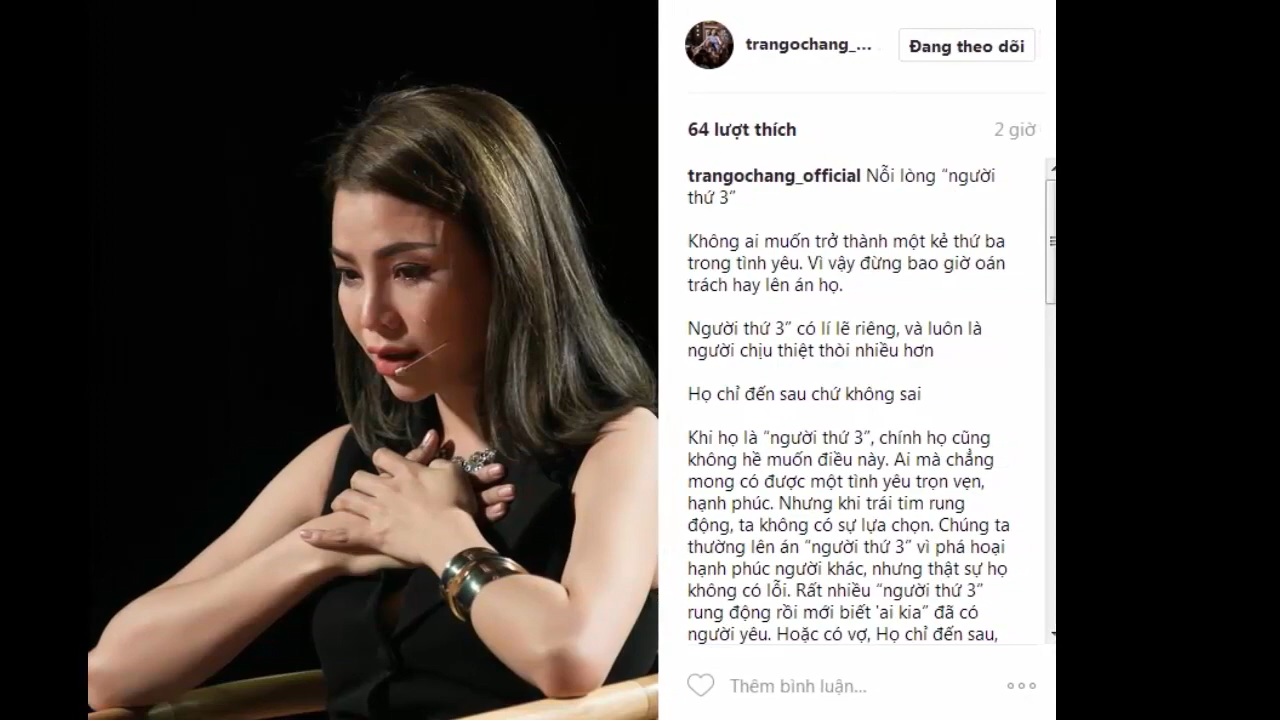 trangochang_...
Đang theo dõi
64 lượt thích
2 giờ
trangochang_official Nỗi lòng “người
thứ 3”
Không ai muốn trở thành một kẻ thứ ba
trong tình yêu. Vì vậy đừng bao giờ oán
trách hay lên án họ.
Người thứ 3” có lí lẽ riêng, và luôn là
người chịu thiệt thòi nhiều hơn
Họ chỉ đến sau chứ không sai
Khi họ là “người thứ 3”, chính họ cũng
không hề muốn điều này. Ai mà chẳng
mong có được một tình yêu trọn vẹn,
hạnh phúc. Nhưng khi trái tim rung
động, ta không có sự lựa chọn. Chúng ta
thường lên án “người thứ 3” vì phá hoại
hạnh phúc người khác, nhưng thật sự họ
không có lỗi. Rất nhiều “người thứ 3”
rung động rồi mới biết 'ai kia” đã có
người yêu. Hoặc có vợ, Họ chỉ đến sau,
Thêm bình luận...